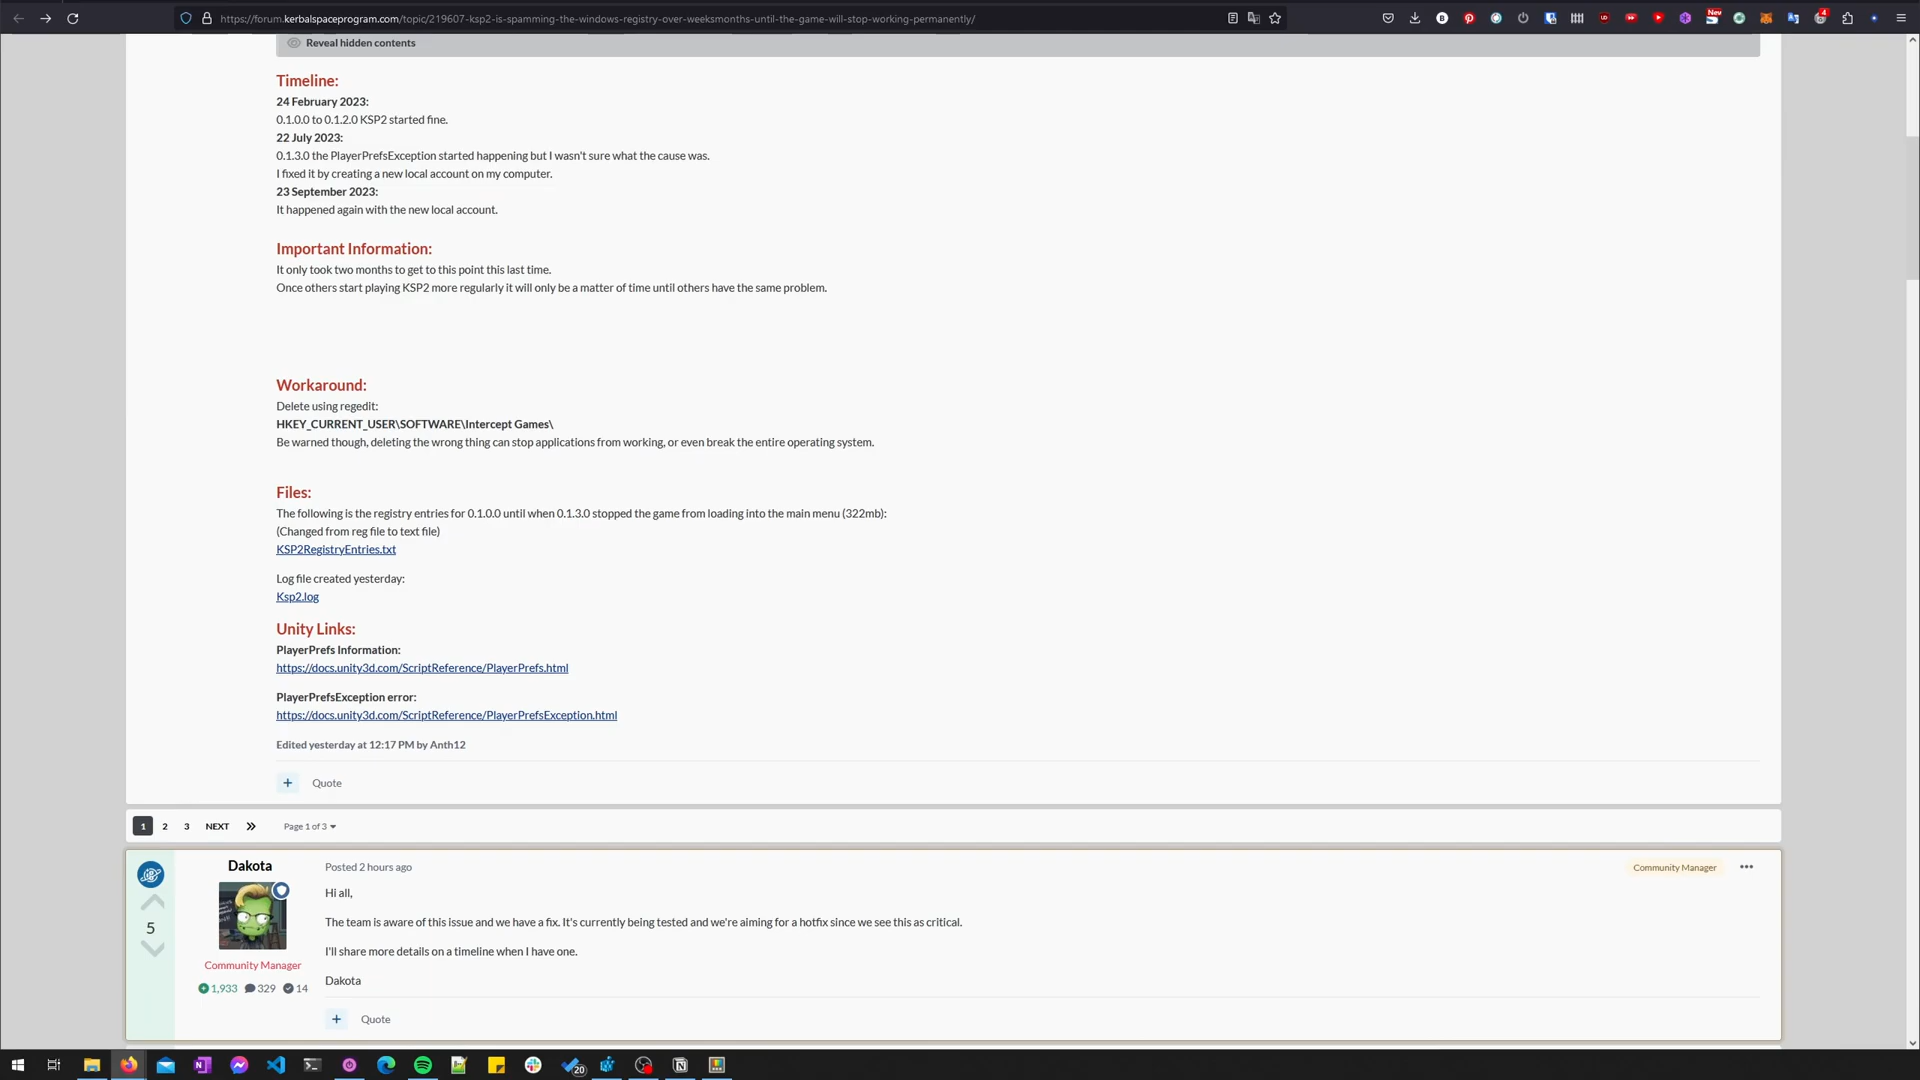 https://forum.kerbalspaceprogram.com/topic/219607-ksp2-is-spamming-the-windows-registry-over-weeksmonths-until-the-game-will-stop-working-permanently/
New
4
Reveal hidden contents
Timeline:
24 February 2023:
0.1.0.0 to 0.1.2.0 KSP2 started fine.
22 July 2023:
0.1.3.0 the PlayerPrefsException started happening but I wasn't sure what the cause was.
I fixed it by creating a new local account on my computer.
23 September 2023:
It happened again with the new local account.
Important Information:
It only took two months to get to this point this last time.
Once others start playing KSP2 more regularly it will only be a matter of time until others have the same problem.
Workaround:
Delete using regedit:
HKEY_CURRENT_USER\SOFTWARE\Intercept Games\
Be warned though, deleting the wrong thing can stop applications from working, or even break the entire operating system.
Files:
The following is the registry entries for 0.1.0.0 until when 0.1.3.0 stopped the game from loading into the main menu (322mb):
(Changed from reg file to text file)
KSP2RegistryEntries.txt
Log file created yesterday:
Ksp2.log
Unity Links:
PlayerPrefs Information:
https://docs.unity3d.com/ScriptReference/PlayerPrefs.html
PlayerPrefsException error:
https://docs.unity3d.com/ScriptReference/PlayerPrefsException.html
Edited yesterday at 12:17 PM by Anth12
+ Quote
1 2 3 NEXT Page 1 of 3
Dakota
Posted 2 hours ago
Community Manager
Hi all,
The team is aware of this issue and we have a fix. It's currently being tested and we're aiming for a hotfix since we see this as critical.
5
I'll share more details on a timeline when I have one.
Community Manager
Dakota
1,933 329 14
+ Quote
20